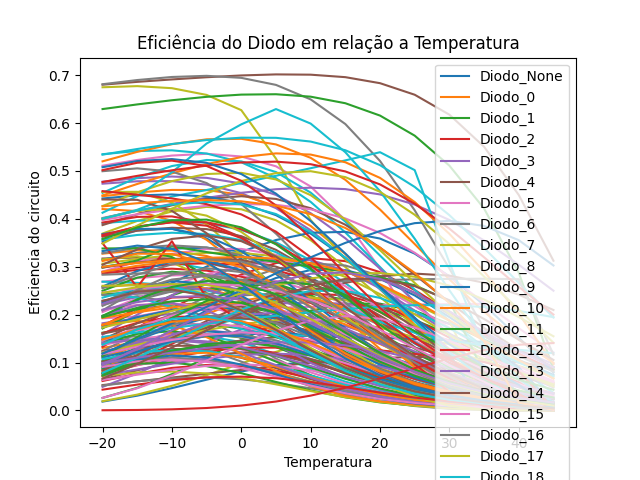 Eficiência do Diodo em relação a Temperatura
Eficiencia do circuito
0.7
0.6
0.5
0.4
0.3
0.2
0.1
0.0
−20
−10
0
10
20
30
40
Temperatura
Diodo_None
Diodo_0
Diodo_1
Diodo_2
Diodo_3
Diodo_4
Diodo_5
Diodo_6
Diodo_7
Diodo_8
Diodo_9
Diodo_10
Diodo_11
Diodo_12
Diodo_13
Diodo_14
Diodo_15
Diodo_16
Diodo_17
Diodo_18